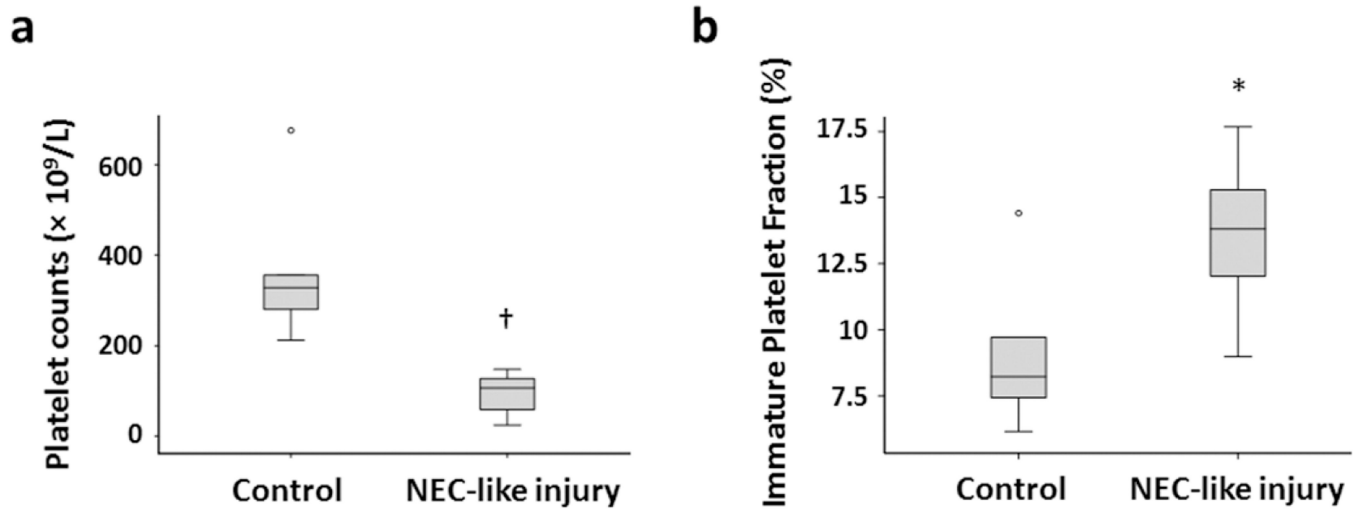 a
Platelet counts (× 10⁹/L)
600
400
200
0
†
Control
NEC-like injury
b
Immature Platelet Fraction (%)
17.5
15
12.5
10
7.5
*
Control
NEC-like injury